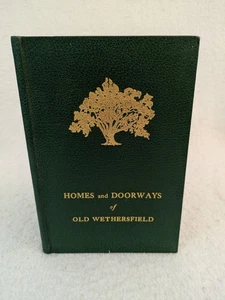 HOMES and DOORWAYS
of
OLD WETHERSFIELD